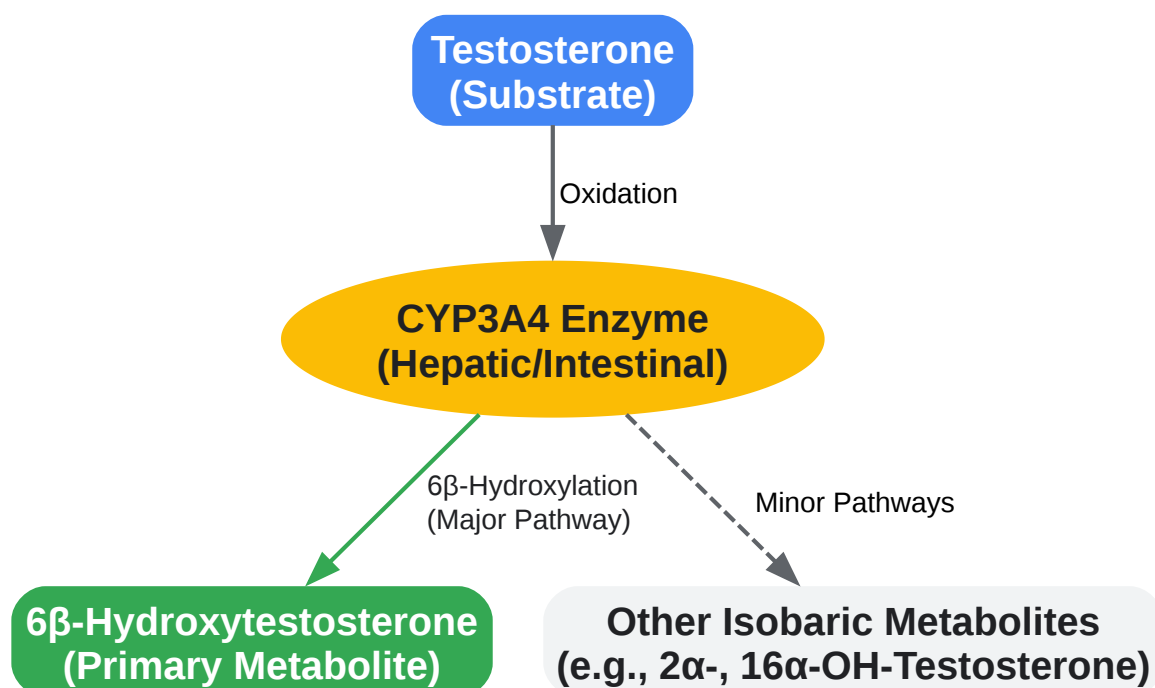 Testosterone
(Substrate)
Oxidation
CYP3A4 Enzyme
(Hepatic/Intestinal)
6β-Hydroxylation
(Major Pathway)
Minor Pathways
6β-Hydroxytestosterone
(Primary Metabolite)
Other Isobaric Metabolites
(e.g., 2α-, 16α-OH-Testosterone)